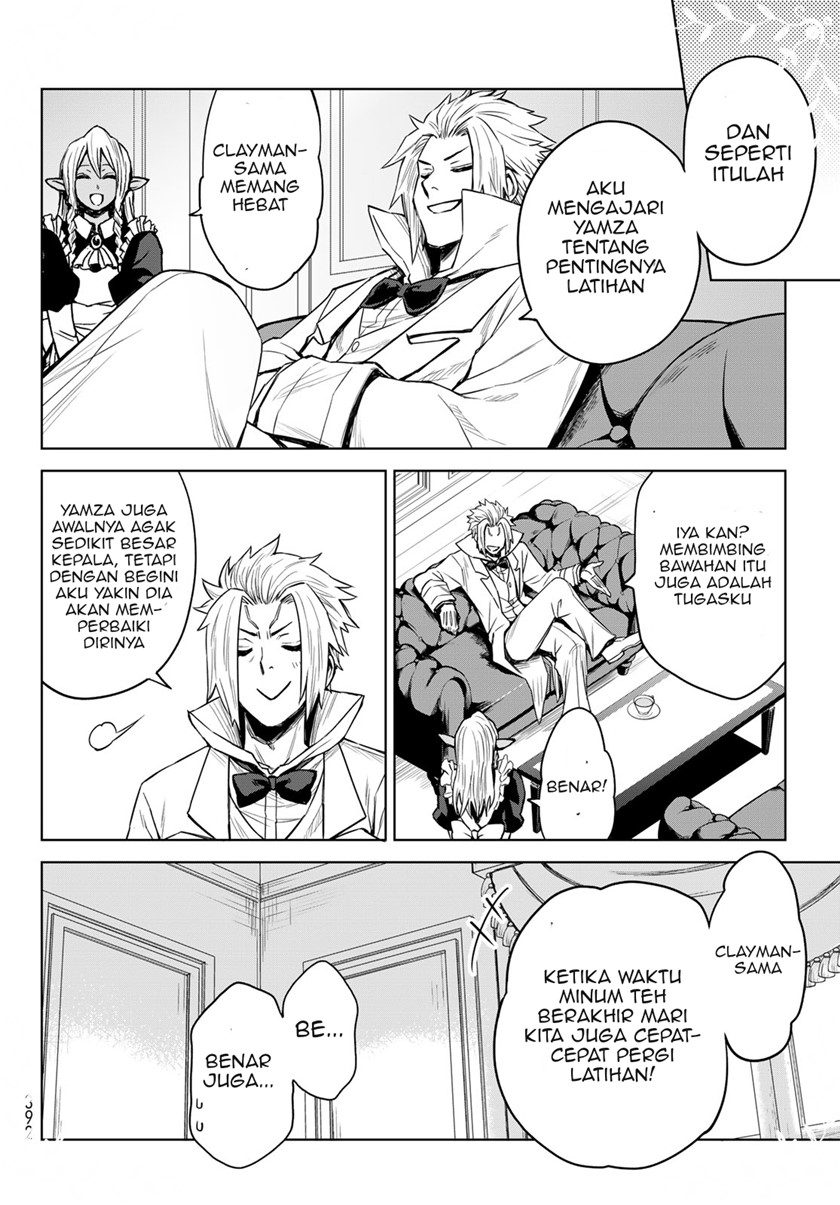 DAN
SEPERTI
ITULAH
AKU
MENGAJARI
YAMZA
TENTANG
PENTINGNYA
LATIHAN
CLAYMAN-
SAMA
MEMANG
HEBAT
IYA KAN?
MEMBIMBING
BAWAHAN ITU
JUGA ADALAH
TUGASKU
BENAR!
YAMZA JUGA
AWALNYA AGAK
SEDIKIT BESAR
KEPALA, TETAPI
DENGAN BEGINI
AKU YAKIN DIA
AKAN MEM-
PERBAIKI
DIRINYA
CLAYMAN-
SAMA
KETIKA WAKTU
MINUM TEH
BERAKHIR MARI
KITA JUGA CEPAT-
CEPAT PERGI
LATIHAN!
BE...
BENAR
JUGA...